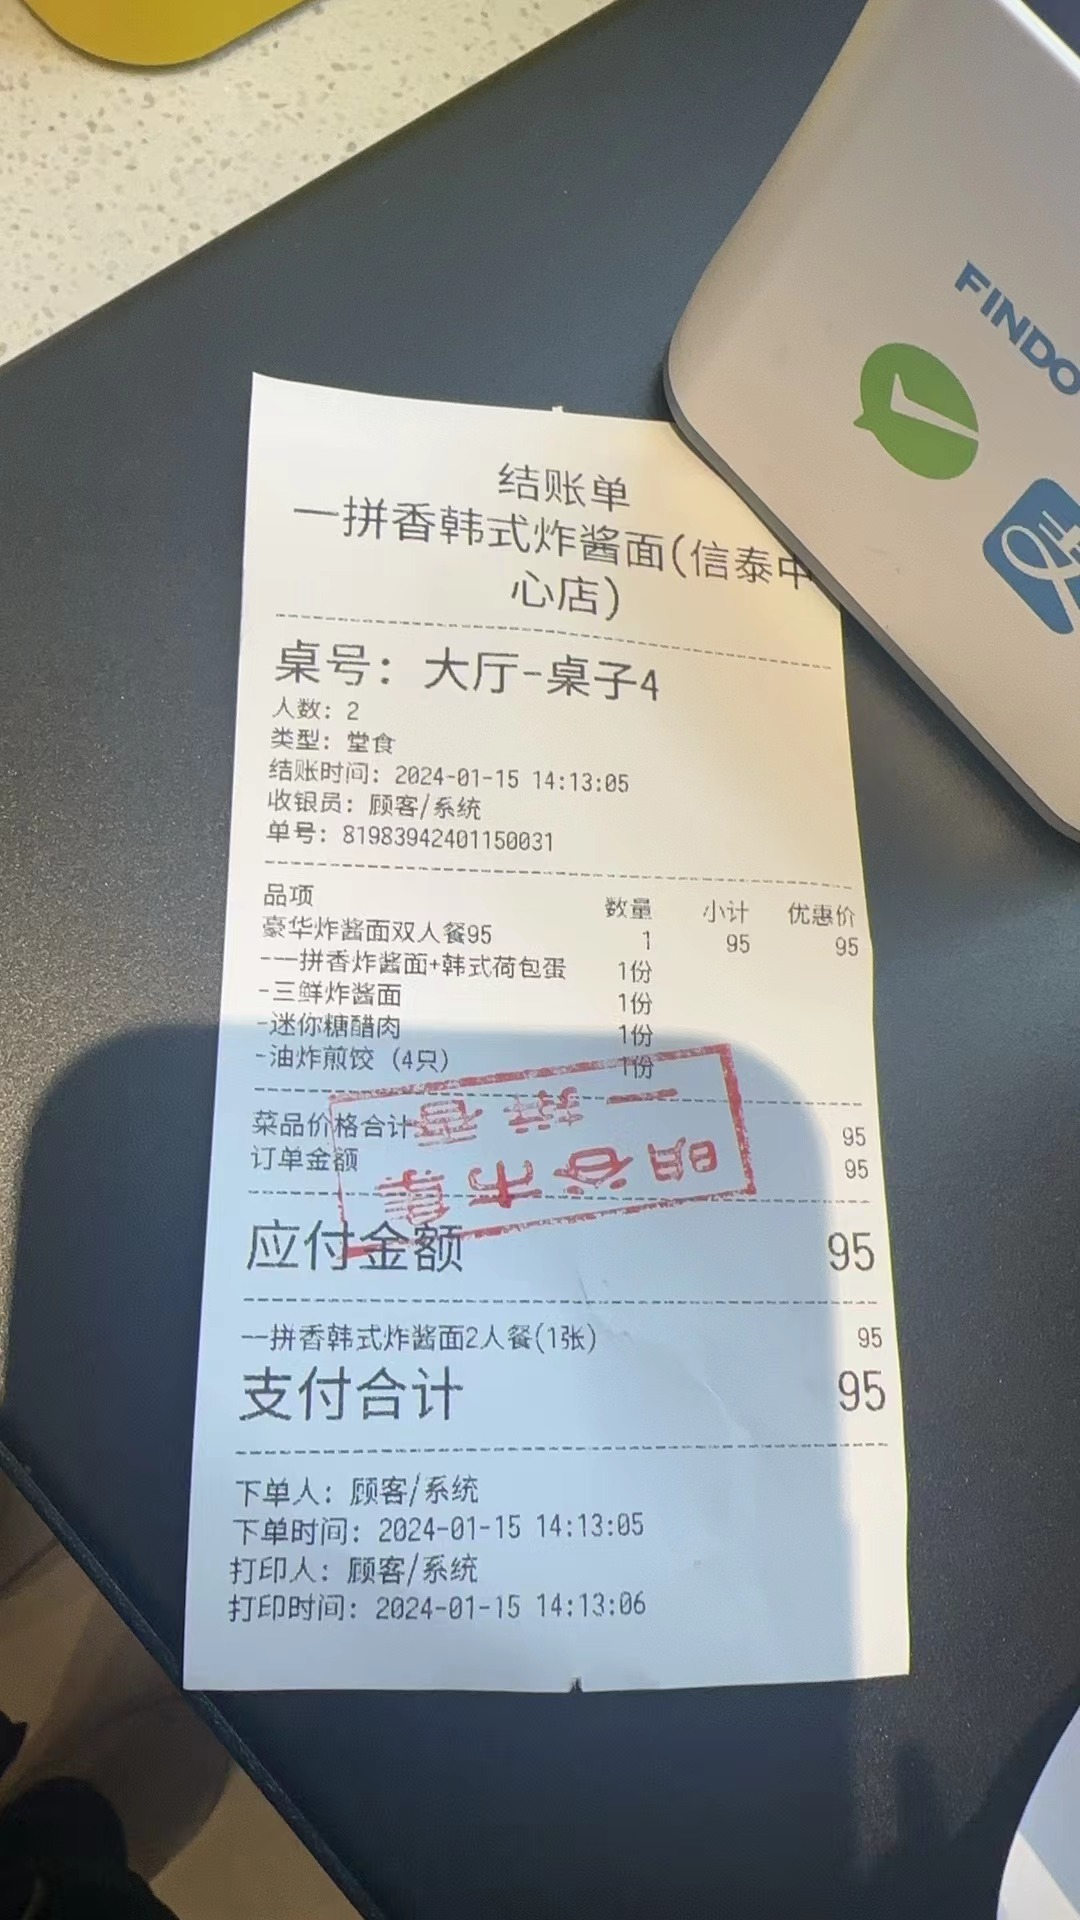 FINDO
结账单
一拼香韩式炸酱面(信泰中
心店)
桌号：大厅-桌子4
人数：2
类型：堂食
结账时间：2024-01-15 14:13:05
收银员：顾客/系统
单号：81983942401150031
品项 数量 小计 优惠价
豪华炸酱面双人餐95 1 95 95
-一拼香炸酱面+韩式荷包蛋 1份
-三鲜炸酱面 1份
-迷你糖醋肉 1份
-油炸煎饺（4只） 1份
菜品价格合计 95
订单金额 95
应付金额 95
一拼香韩式炸酱面2人餐(1张) 95
支付合计 95
下单人：顾客/系统
下单时间：2024-01-15 14:13:05
打印人：顾客/系统
打印时间：2024-01-15 14:13:06
一拼香